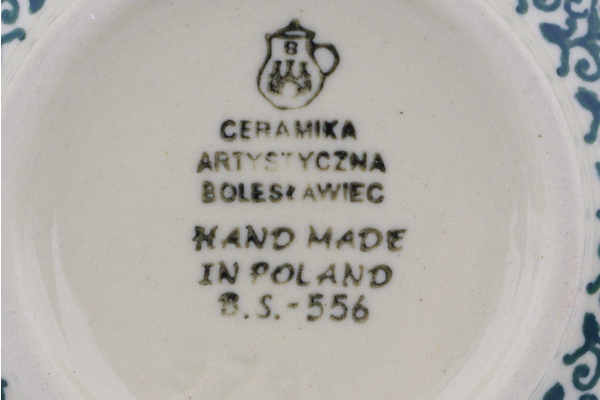 B
CERAMIKA
ARTYSTYCZNA
BOLESŁAWIEC
HAND MADE
IN POLAND
B.S.-556